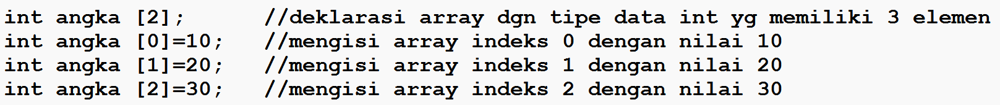 int angka [2];      //deklarasi array dgn tipe data int yg memiliki 3 elemen
int angka [0]=10;   //mengisi array indeks 0 dengan nilai 10
int angka [1]=20;   //mengisi array indeks 1 dengan nilai 20
int angka [2]=30;   //mengisi array indeks 2 dengan nilai 30